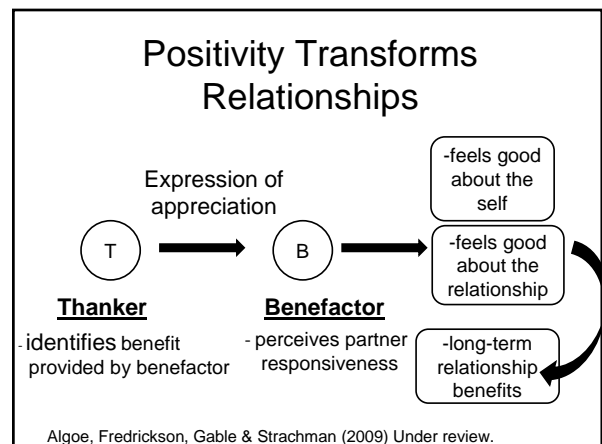 Positivity Transforms
Relationships
Expression of
appreciation
T
B
Thanker
- identifies benefit
provided by benefactor
Benefactor
- perceives partner
responsiveness
-feels good
about the
self
-feels good
about the
relationship
-long-term
relationship
benefits
Algoe, Fredrickson, Gable & Strachman (2009) Under review.